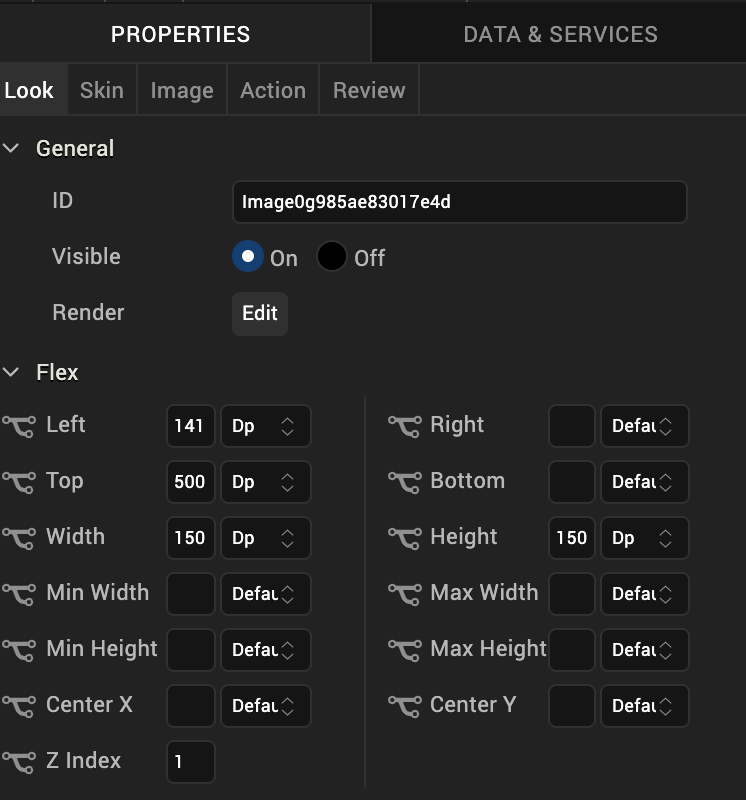 PROPERTIES DATA & SERVICES
Look Skin Image Action Review
General
ID Image0g985ae83017e4d
Visible On Off
Render Edit
Flex
Left 141 Dp Right Defau
Top 500 Dp Bottom Defau
Width 150 Dp Height 150 Dp
Min Width Defau Max Width Defau
Min Height Defau Max Height Defau
Center X Defau Center Y Defau
Z Index 1